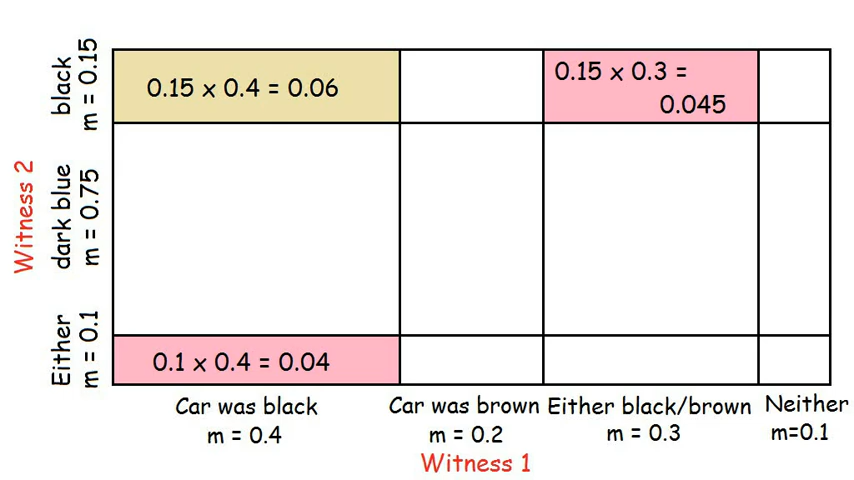 Witness 2
black
m = 0.15
dark blue
m = 0.75
Either
m = 0.1
0.15 x 0.4 = 0.06
0.15 x 0.3 =
0.045
0.1 x 0.4 = 0.04
Car was black
m = 0.4
Car was brown
m = 0.2
Either black/brown
m = 0.3
Neither
m=0.1
Witness 1